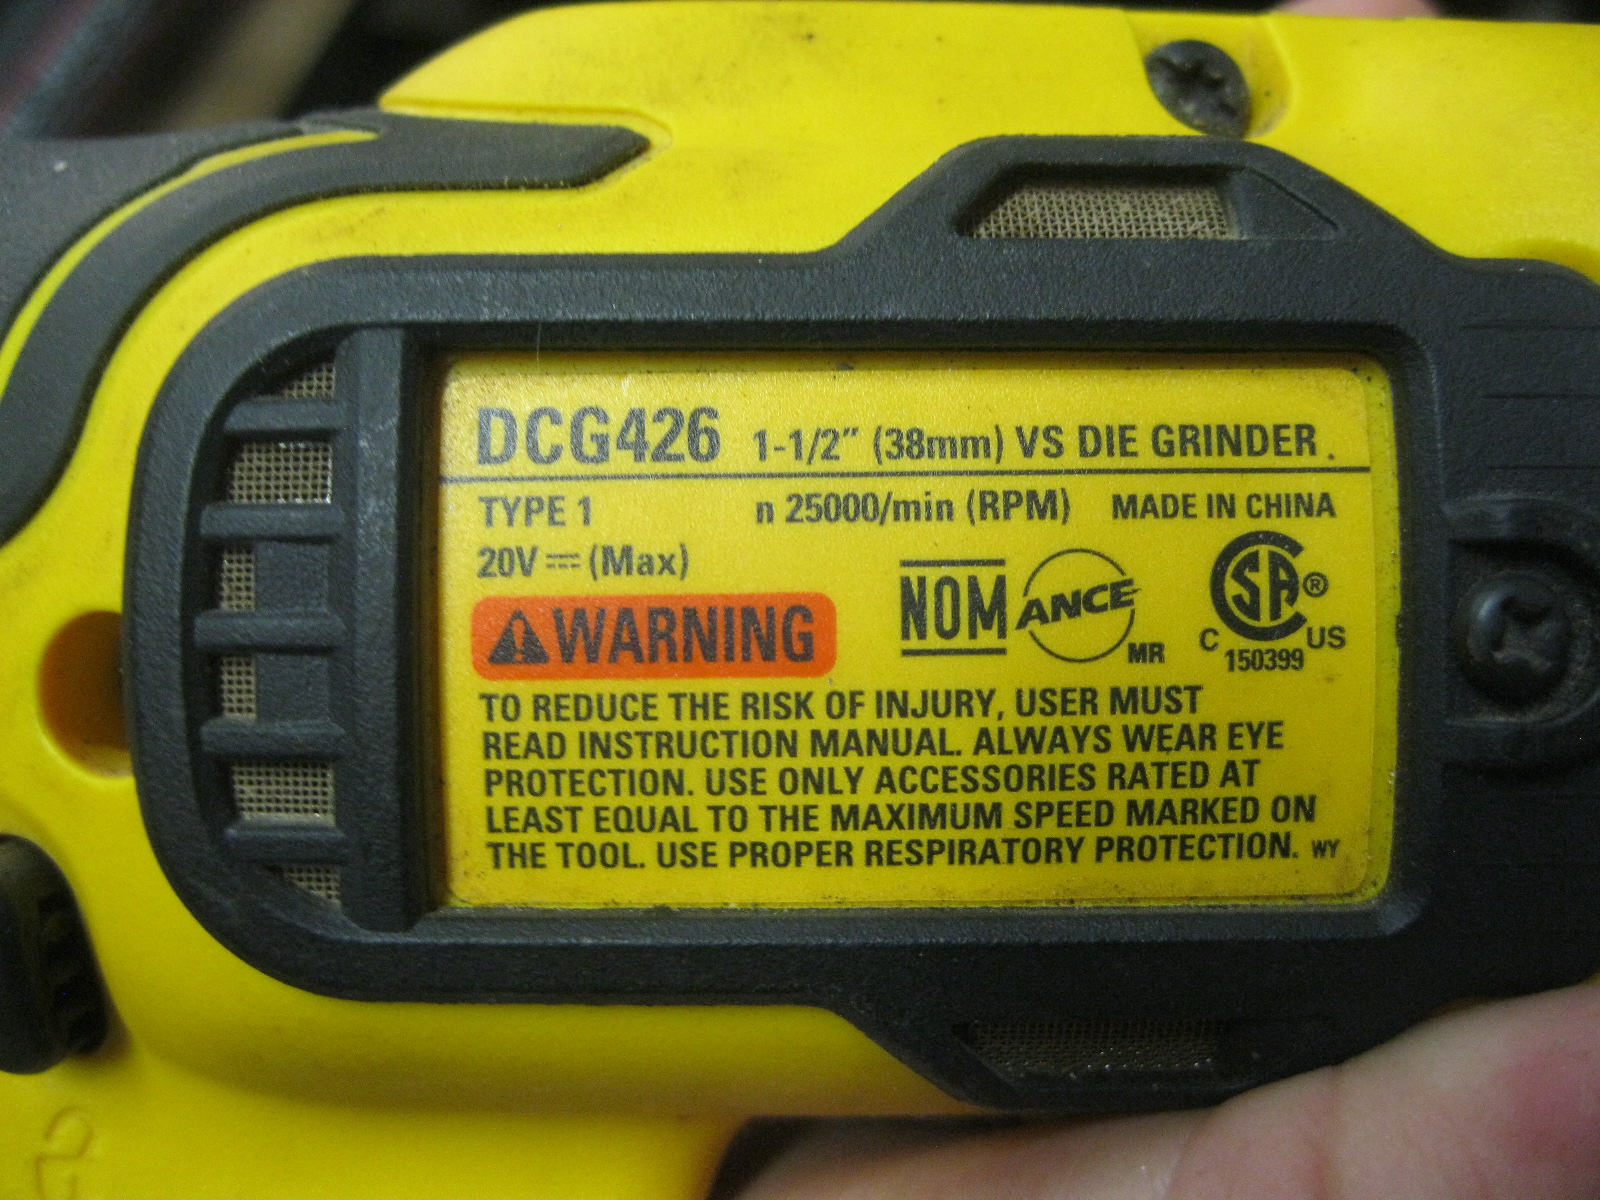 DCG426 1-1/2" (38mm) VS DIE GRINDER.
TYPE 1 n 25000/min (RPM) MADE IN CHINA
20V ⎓ (Max)
NOM ANCE MR CSA® C US 150399
⚠WARNING
TO REDUCE THE RISK OF INJURY, USER MUST
READ INSTRUCTION MANUAL. ALWAYS WEAR EYE
PROTECTION. USE ONLY ACCESSORIES RATED AT
LEAST EQUAL TO THE MAXIMUM SPEED MARKED ON
THE TOOL. USE PROPER RESPIRATORY PROTECTION. WY